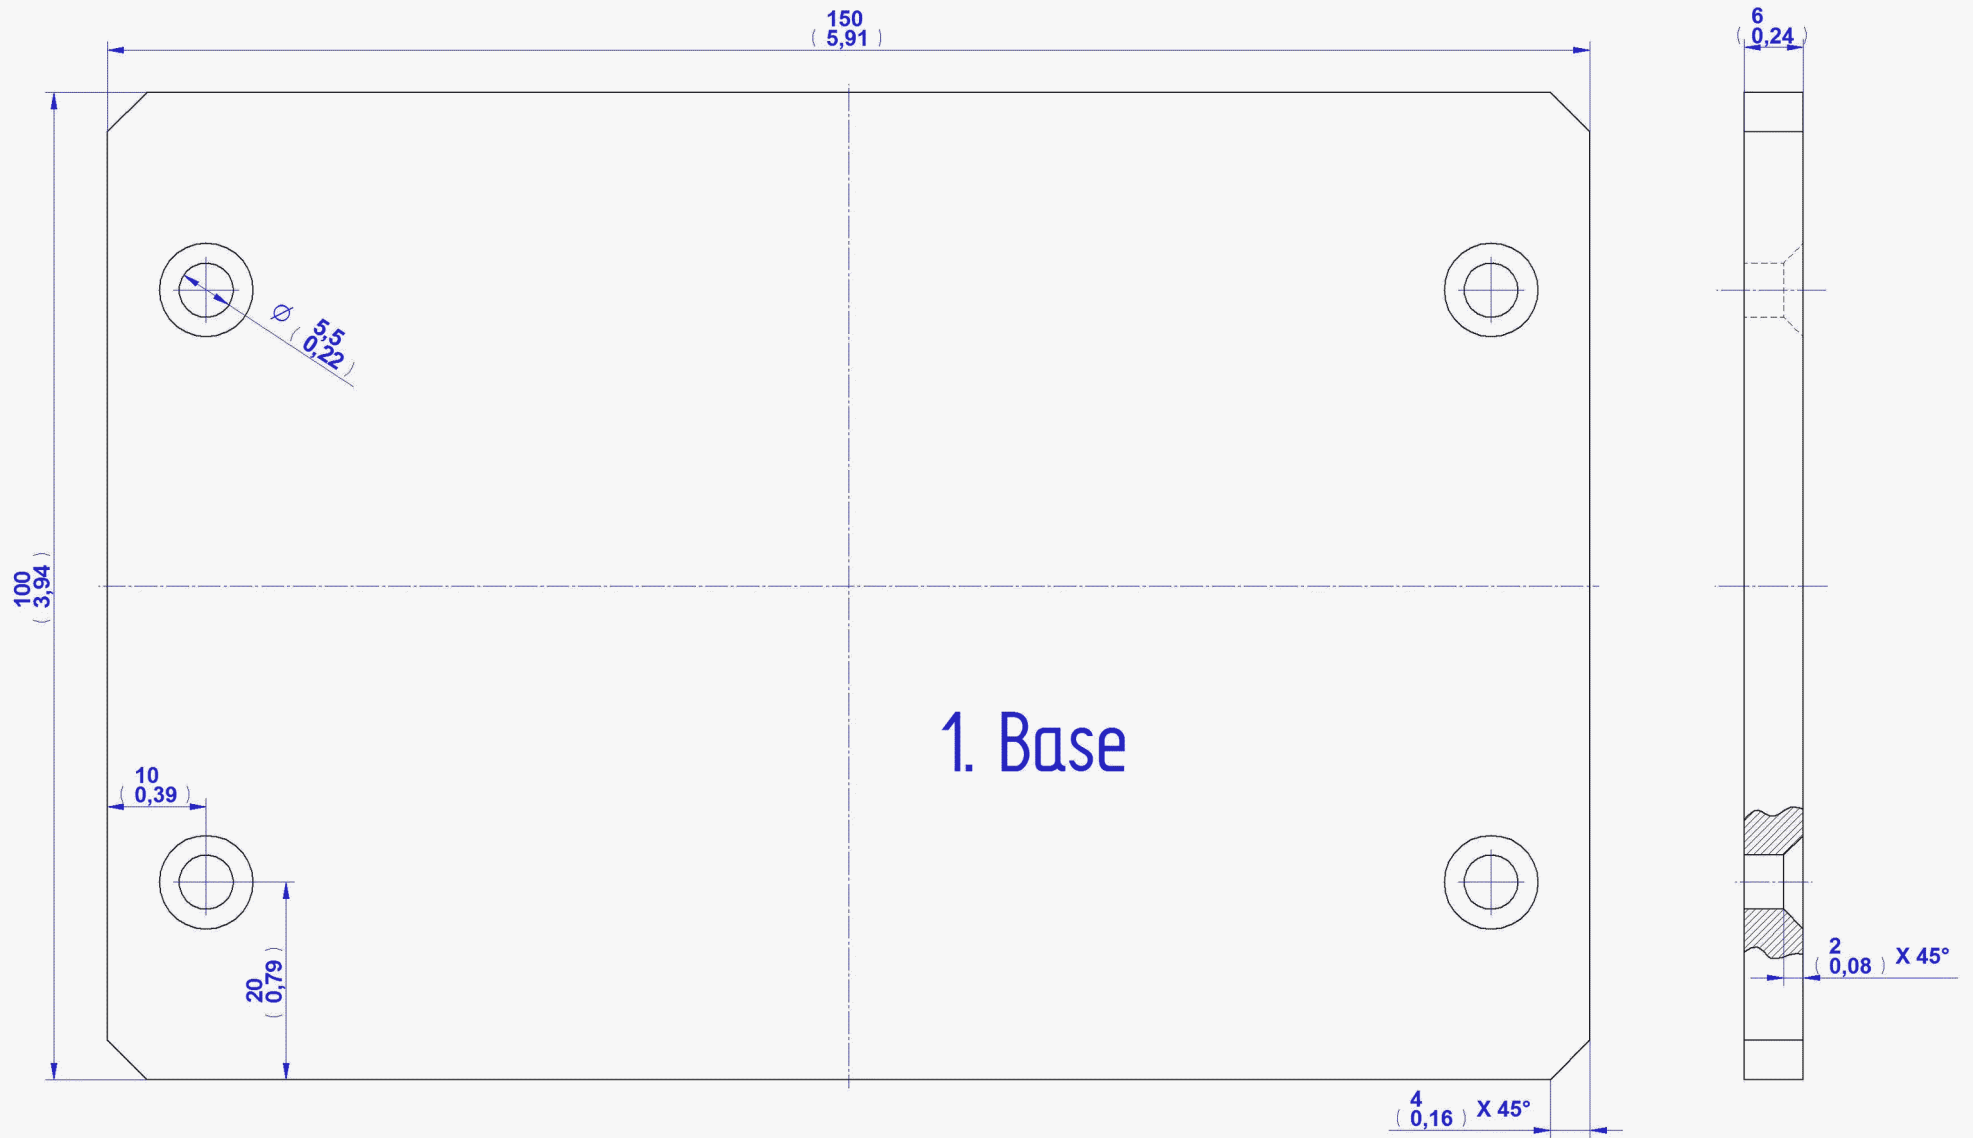 150
( 5,91 )
6
( 0,24 )
Ø 5,5
( 0,22 )
100
( 3,94 )
1. Base
10
( 0,39 )
20
( 0,79 )
2
( 0,08 ) X 45°
4
( 0,16 ) X 45°